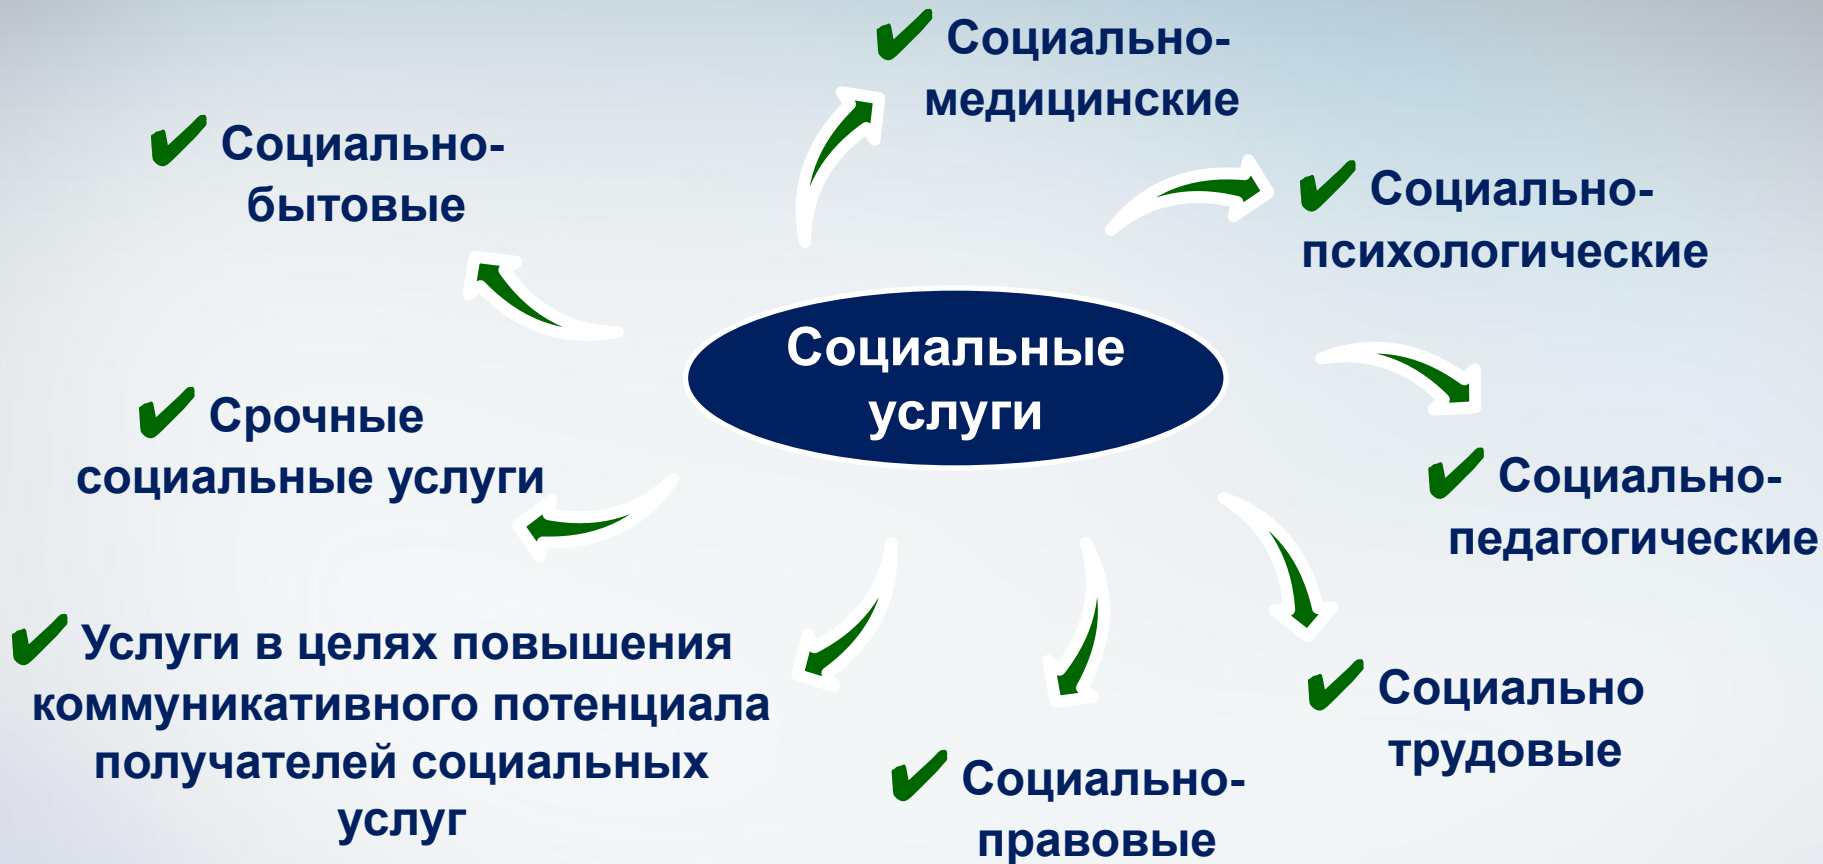 ✔ Социально-
медицинские
✔ Социально-
бытовые
✔ Социально-
психологические
Социальные
услуги
✔ Срочные
социальные услуги
✔ Социально-
педагогические
✔ Услуги в целях повышения
коммуникативного потенциала
получателей социальных
услуг
✔ Социально
трудовые
✔ Социально-
правовые